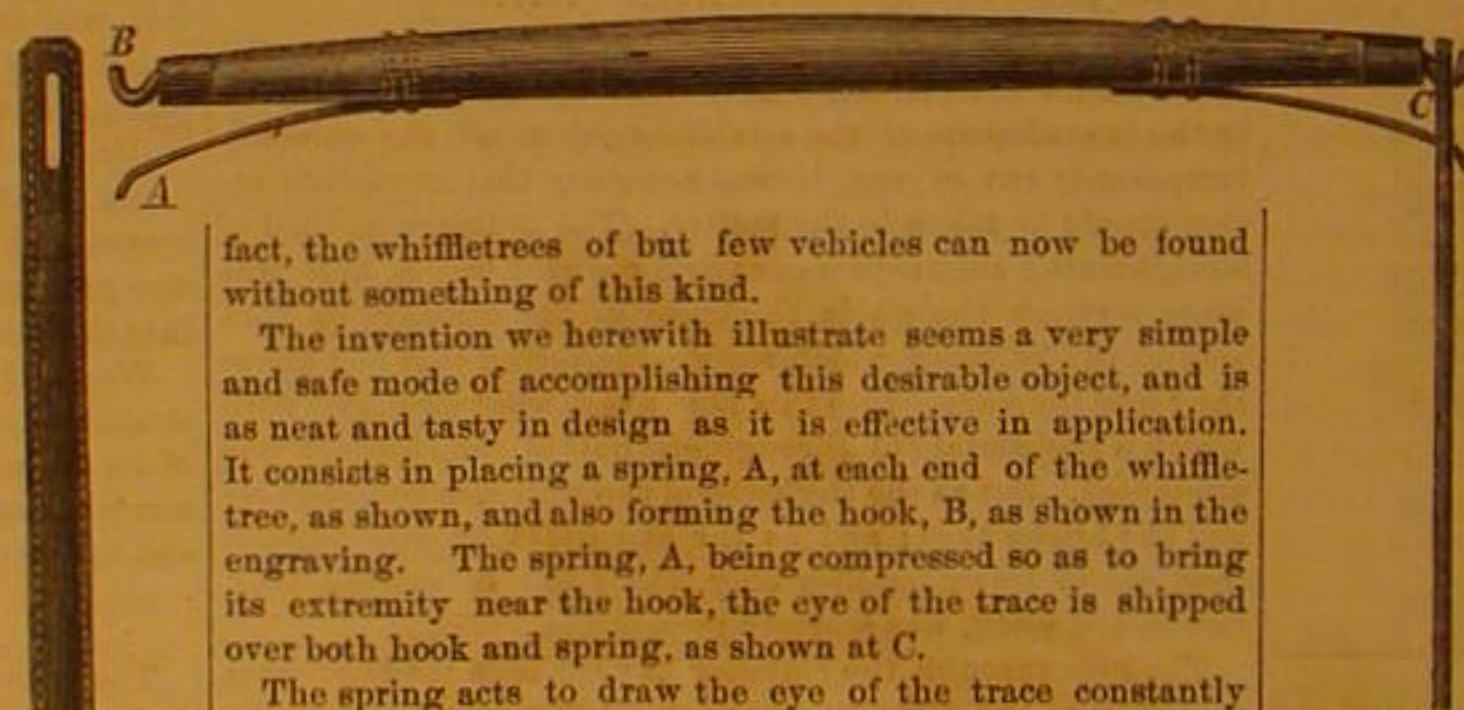 B
C
A
fact, the whiffletrees of but few vehicles can now be found
without something of this kind.
The invention we herewith illustrate seems a very simple
and safe mode of accomplishing this desirable object, and is
as neat and tasty in design as it is effective in application.
It consists in placing a spring, A, at each end of the whiffle-
tree, as shown, and also forming the hook, B, as shown in the
engraving. The spring, A, being compressed so as to bring
its extremity near the hook, the eye of the trace is shipped
over both hook and spring, as shown at C.
The spring acts to draw the eye of the trace constantly